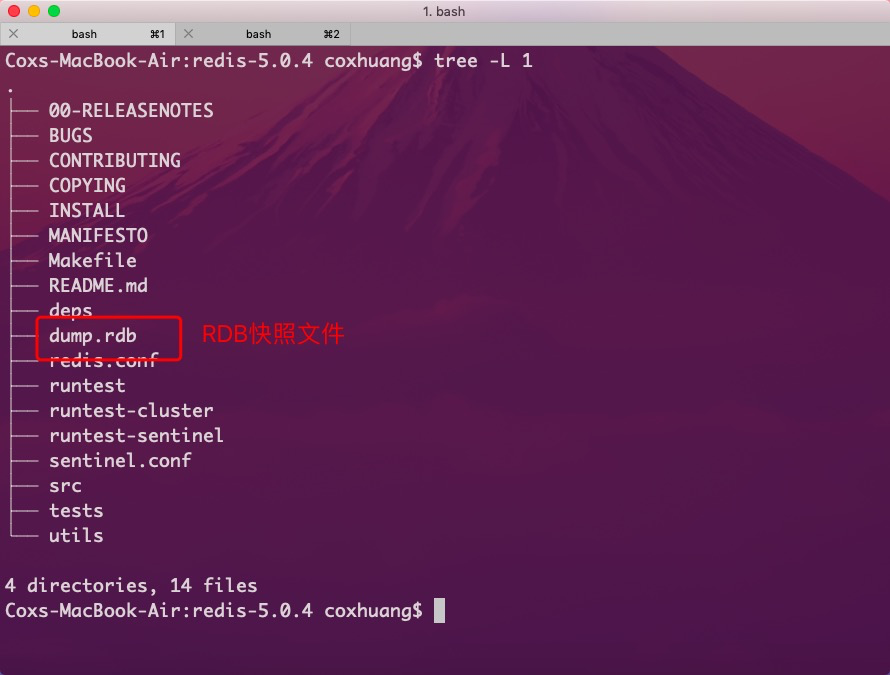 1. bash
bash ⌘1 bash ⌘2
Coxs-MacBook-Air:redis-5.0.4 coxhuang$ tree -L 1
.
├── 00-RELEASENOTES
├── BUGS
├── CONTRIBUTING
├── COPYING
├── INSTALL
├── MANIFESTO
├── Makefile
├── README.md
├── deps
├── dump.rdb RDB快照文件
├── redis.conf
├── runtest
├── runtest-cluster
├── runtest-sentinel
├── sentinel.conf
├── src
├── tests
└── utils
4 directories, 14 files
Coxs-MacBook-Air:redis-5.0.4 coxhuang$